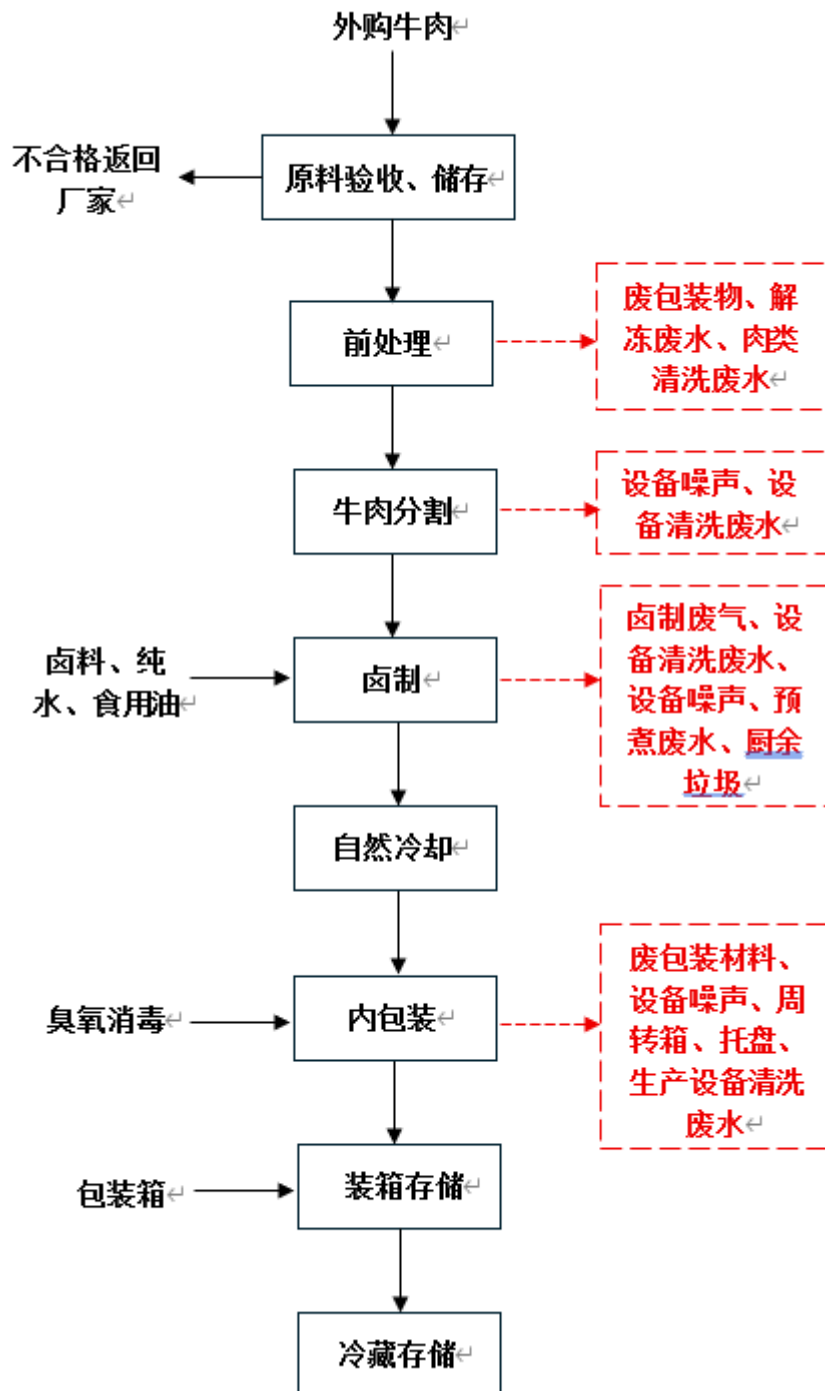 外购牛肉
不合格返回
厂家
原料验收、储存
前处理
废包装物、解
冻废水、肉类
清洗废水
牛肉分割
设备噪声、设
备清洗废水
卤料、纯
水、食用油
卤制
卤制废气、设
备清洗废水、
设备噪声、预
煮废水、厨余
垃圾
自然冷却
臭氧消毒
内包装
废包装材料、
设备噪声、周
转箱、托盘、
生产设备清洗
废水
包装箱
装箱存储
冷藏存储